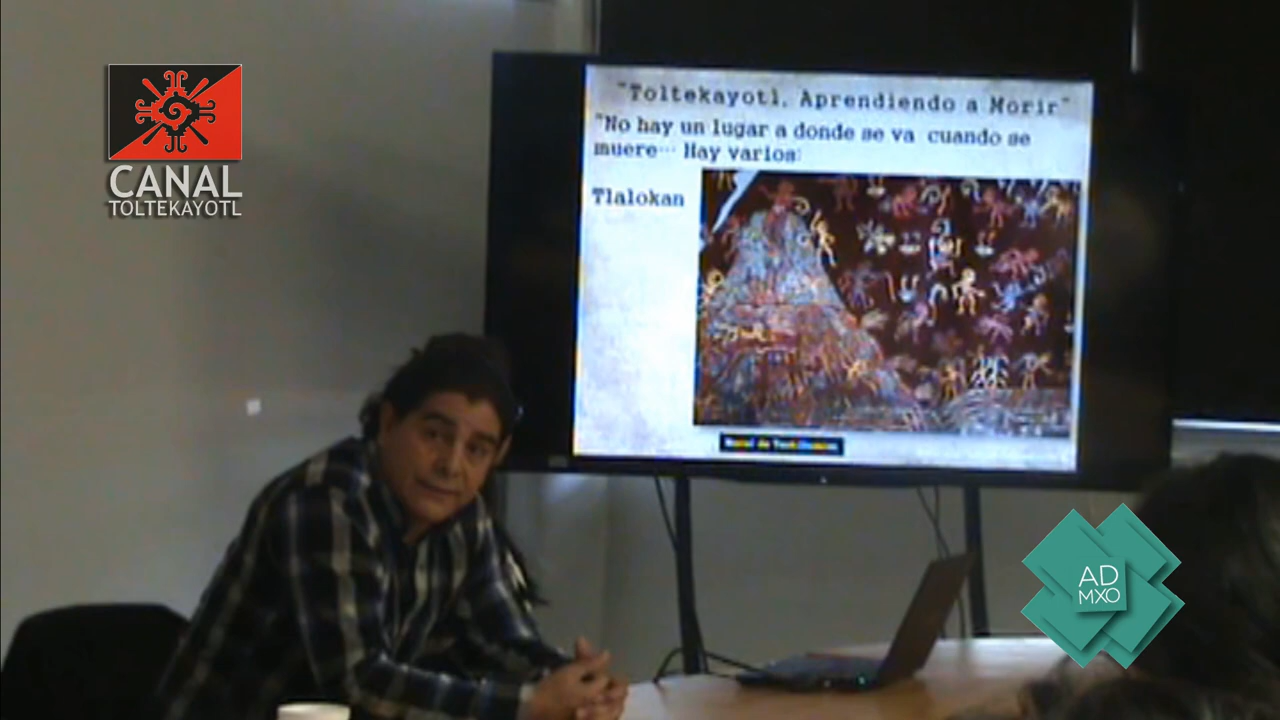 CANAL
TOLTEKAYOTL
"Toltekayotl, Aprendiendo a Morir"
"No hay un lugar a donde se va cuando se
muere... Hay varios:
Tlalokan
AD
MXO